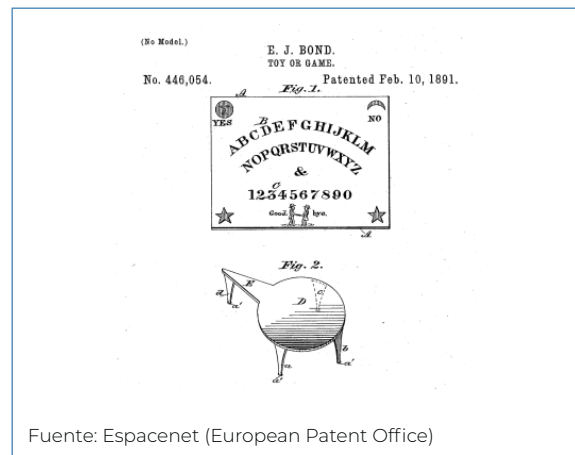 (No Model.)
E. J. BOND.
TOY OR GAME.
No. 446,054.
Patented Feb. 10, 1891.
Fig. 1.
A
YES
NO
B
ABCDEFGHIJKLM
NOPQRSTUVWXYZ
&
C
1234567890
Good bye.
A
Fig. 2.
E
D
c
d
a'
b
a
a'
a'
Fuente: Espacenet (European Patent Office)